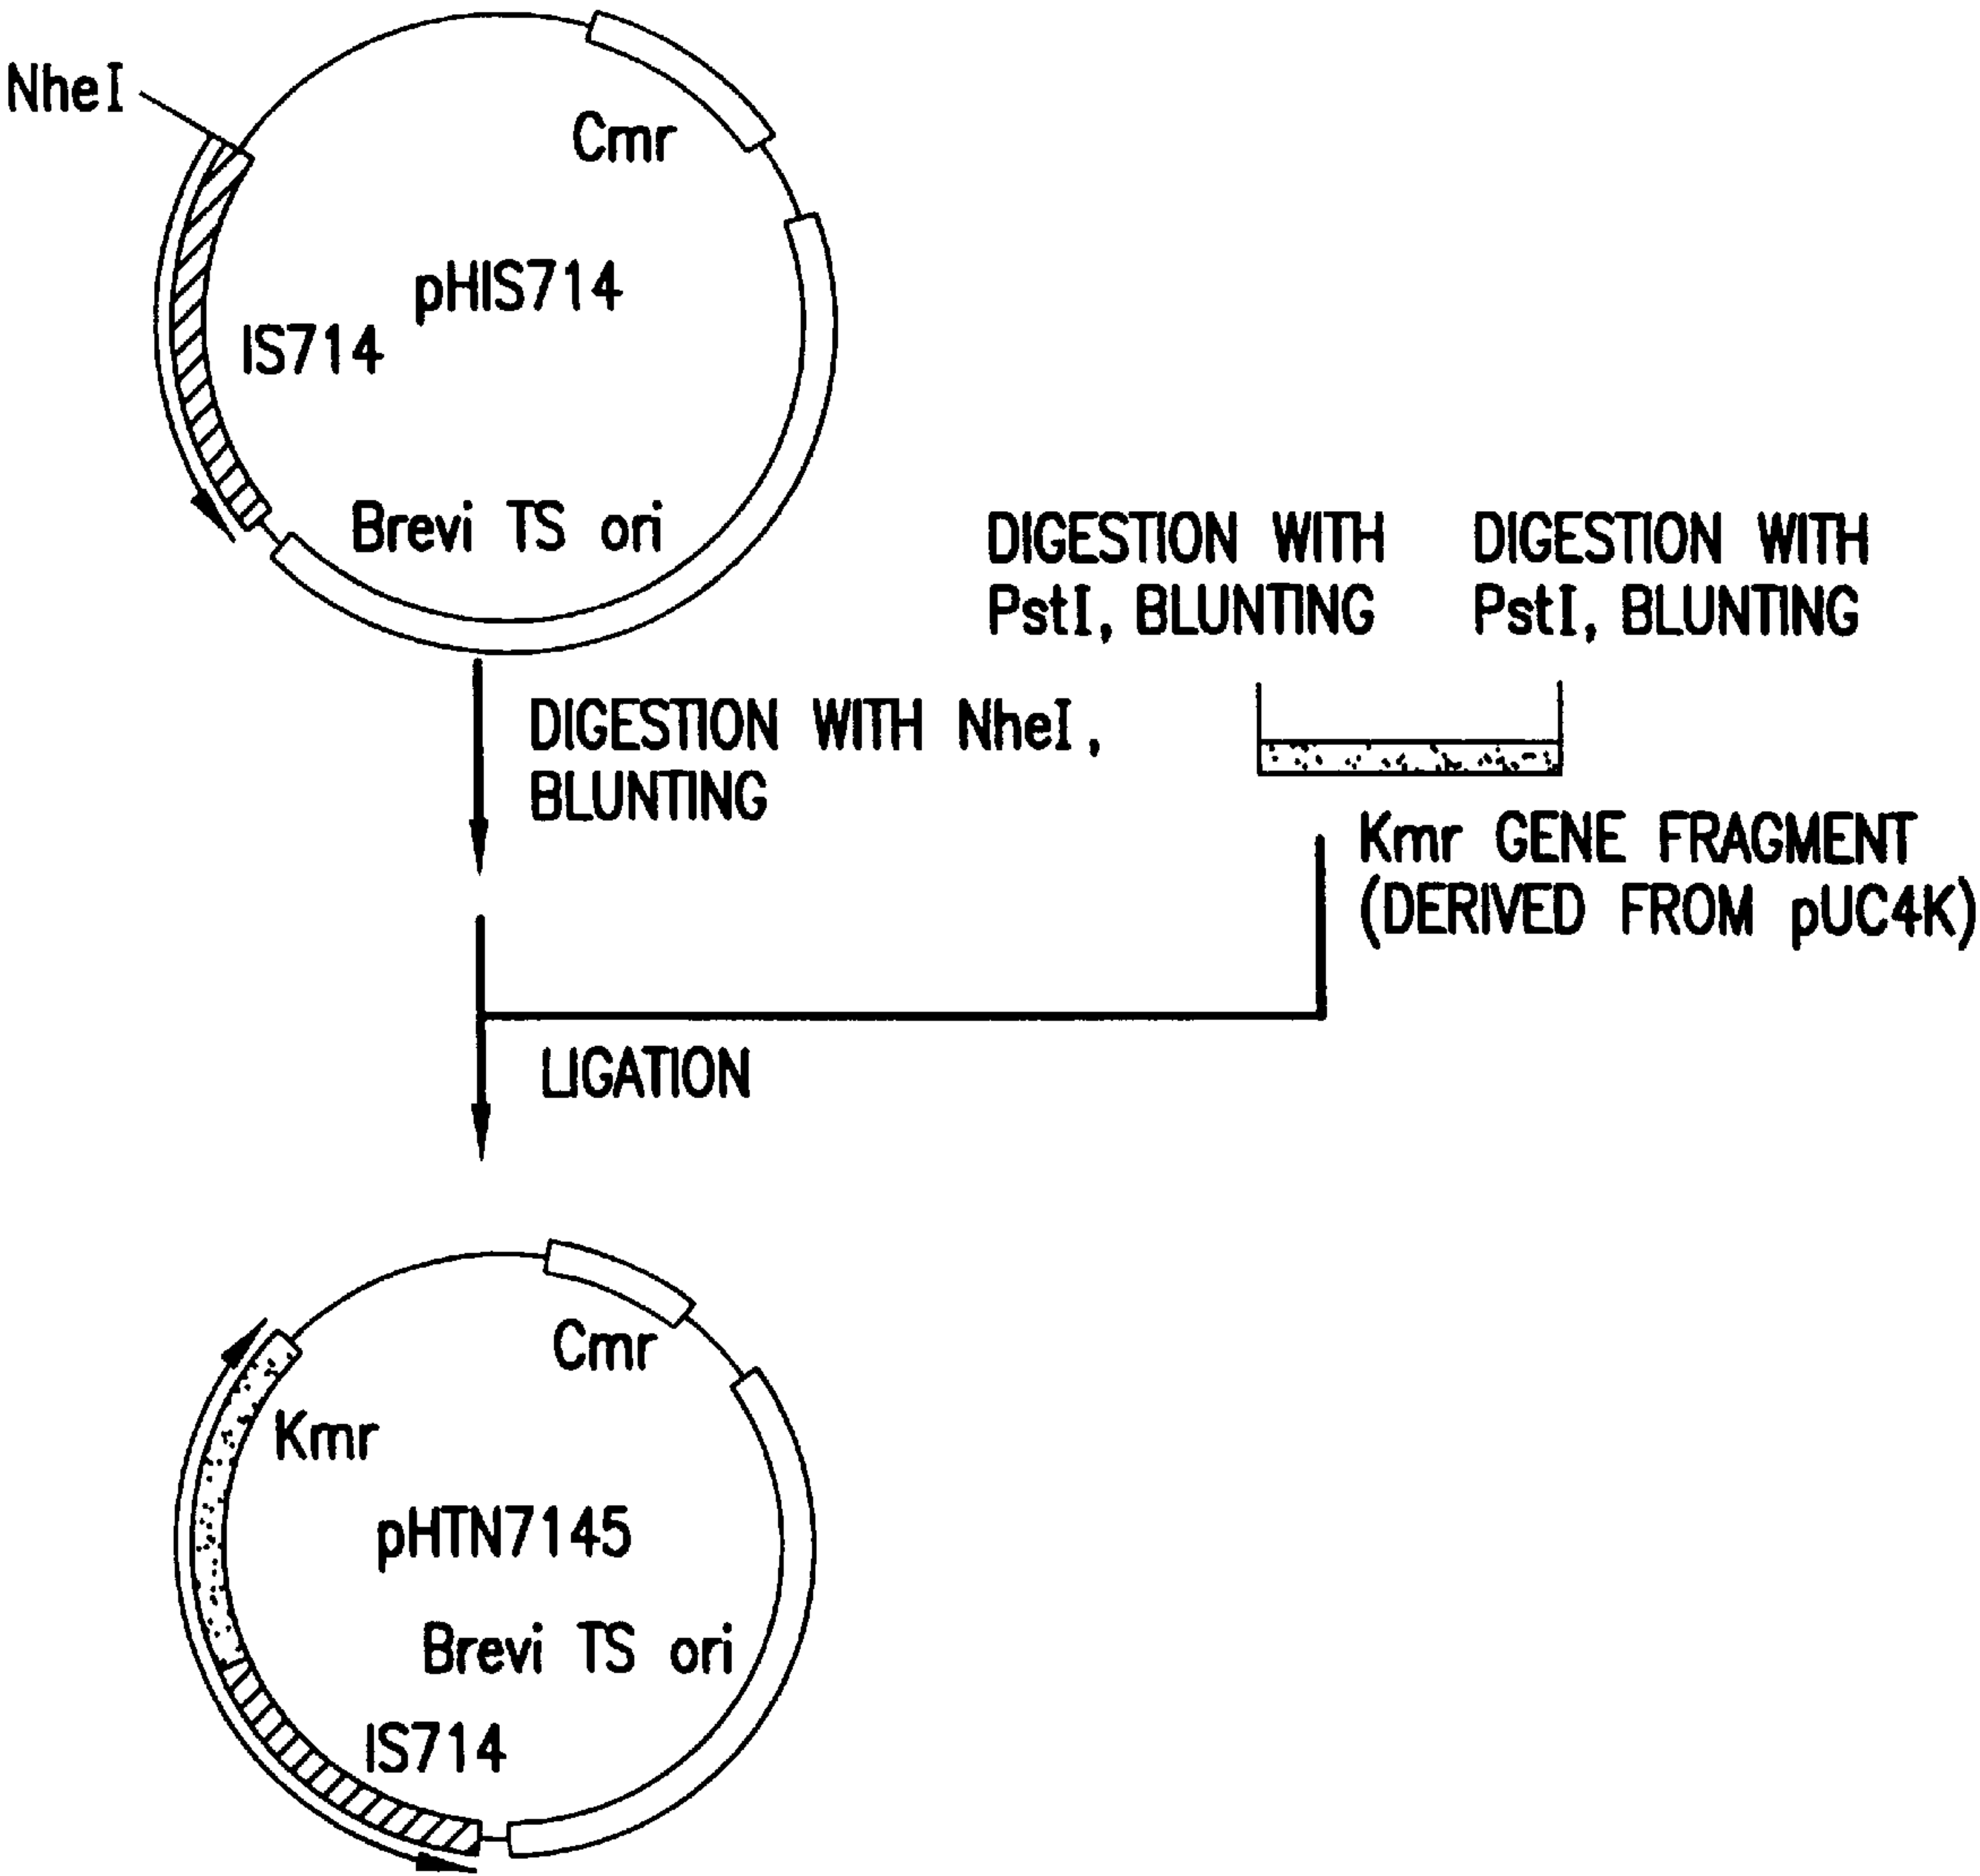 NheI
Cmr
pHIS714
IS714
Brevi TS ori
DIGESTION WITH
PstI, BLUNTING
DIGESTION WITH
PstI, BLUNTING
DIGESTION WITH NheI,
BLUNTING
Kmr GENE FRAGMENT
(DERIVED FROM pUC4K)
LIGATION
Cmr
Kmr
pHTN7145
Brevi TS ori
IS714